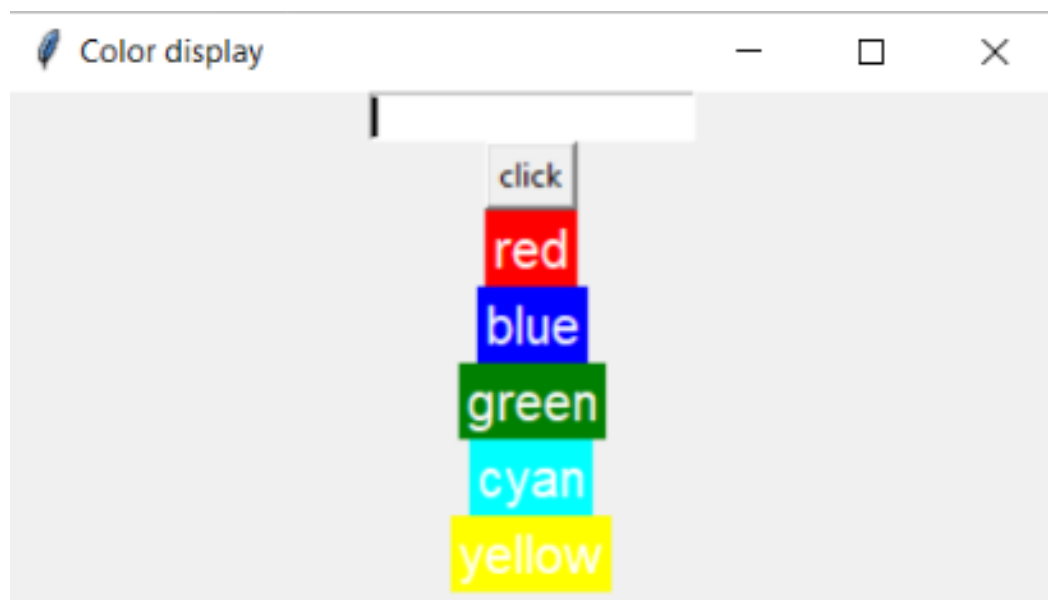 Color display
click
red
blue
green
cyan
yellow